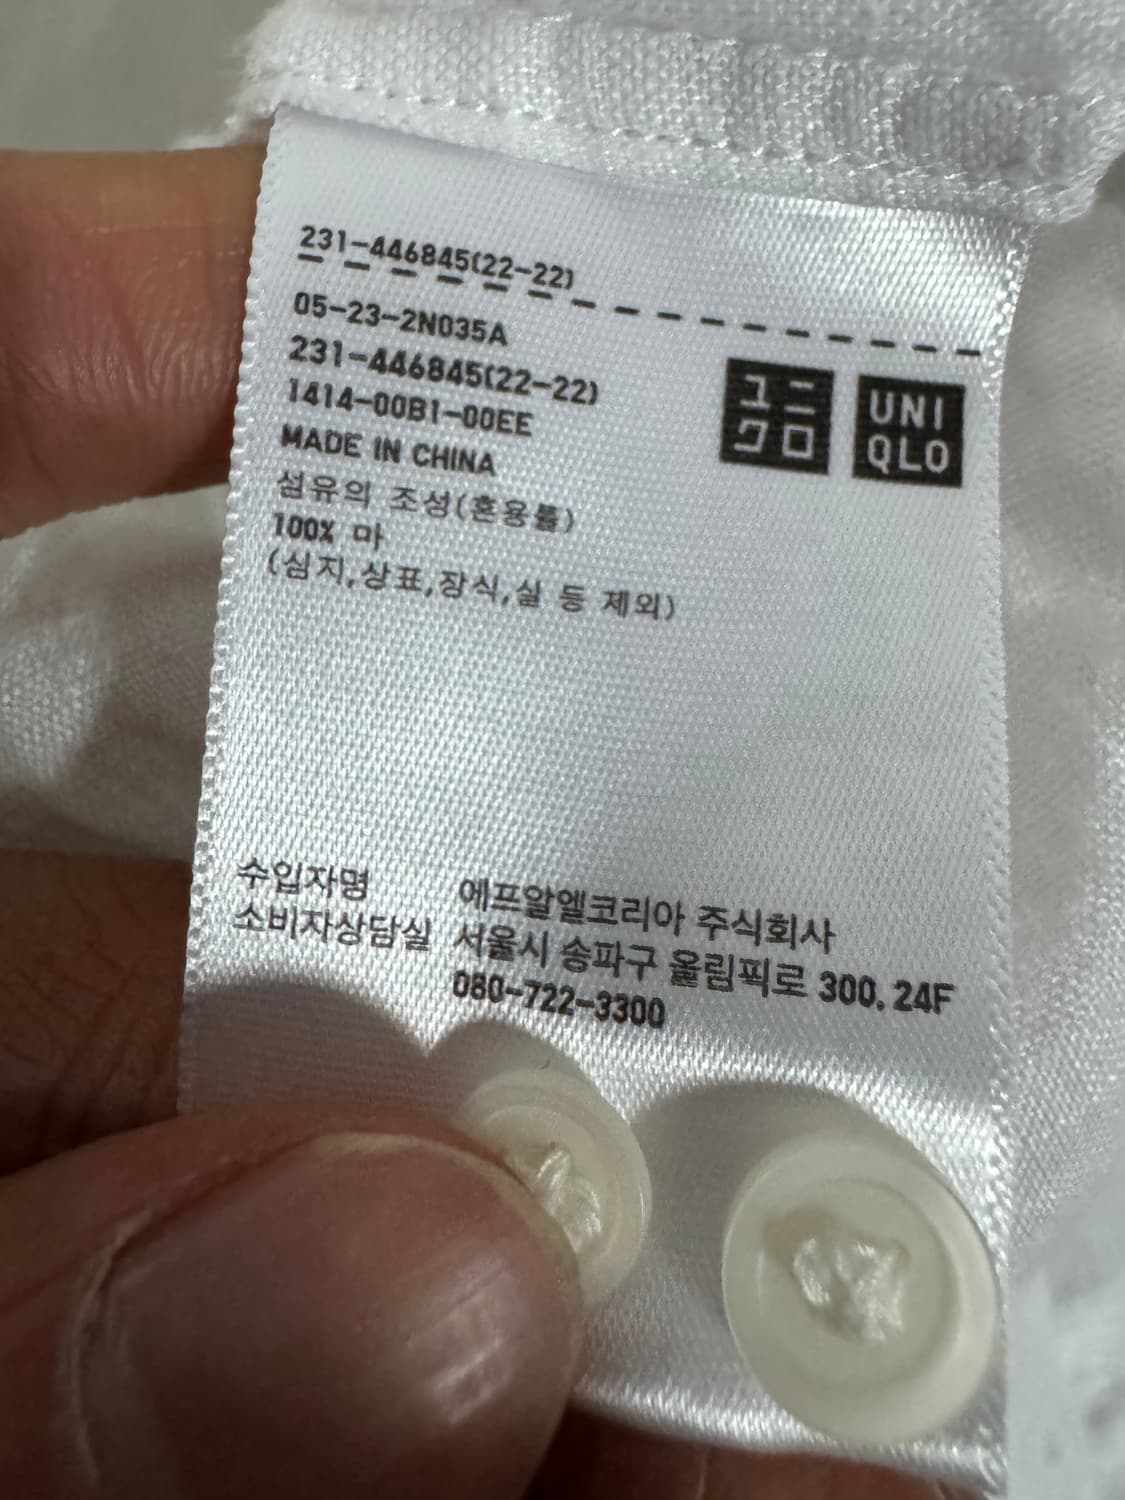 231-446845(22-22)
05-23-2N035A
231-446845(22-22)
1414-00B1-00EE
MADE IN CHINA
섬유의 조성(혼용률)
100% 마
(심지,상표,장식,실 등 제외)
ユニ
クロ
UNI
QLO
수입자명 에프알엘코리아 주식회사
소비자상담실 서울시 송파구 올림픽로 300. 24F
080-722-3300